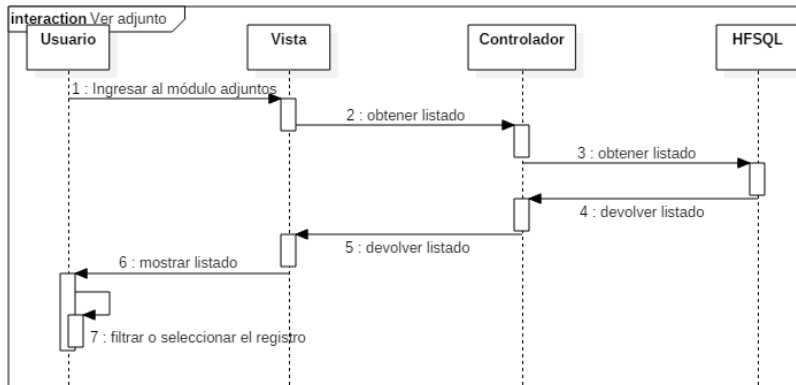 interaction Ver adjunto
Usuario
Vista
Controlador
HFSQL
1 : Ingresar al módulo adjuntos
2 : obtener listado
3 : obtener listado
4 : devolver listado
5 : devolver listado
6 : mostrar listado
7 : filtrar o seleccionar el registro